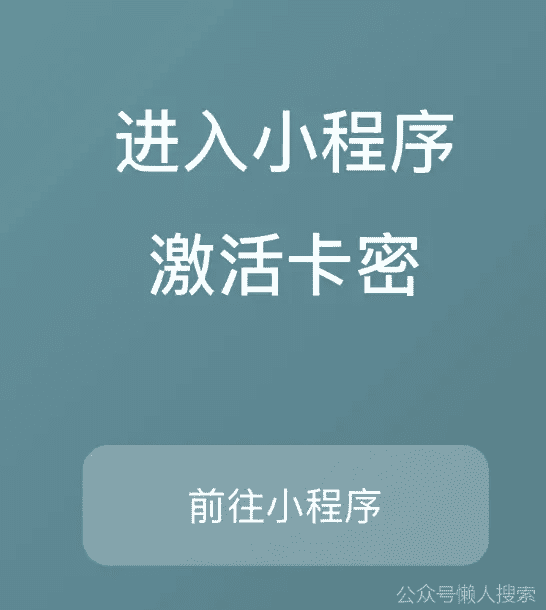 进入小程序
激活卡密
前往小程序
公众号懒人搜索